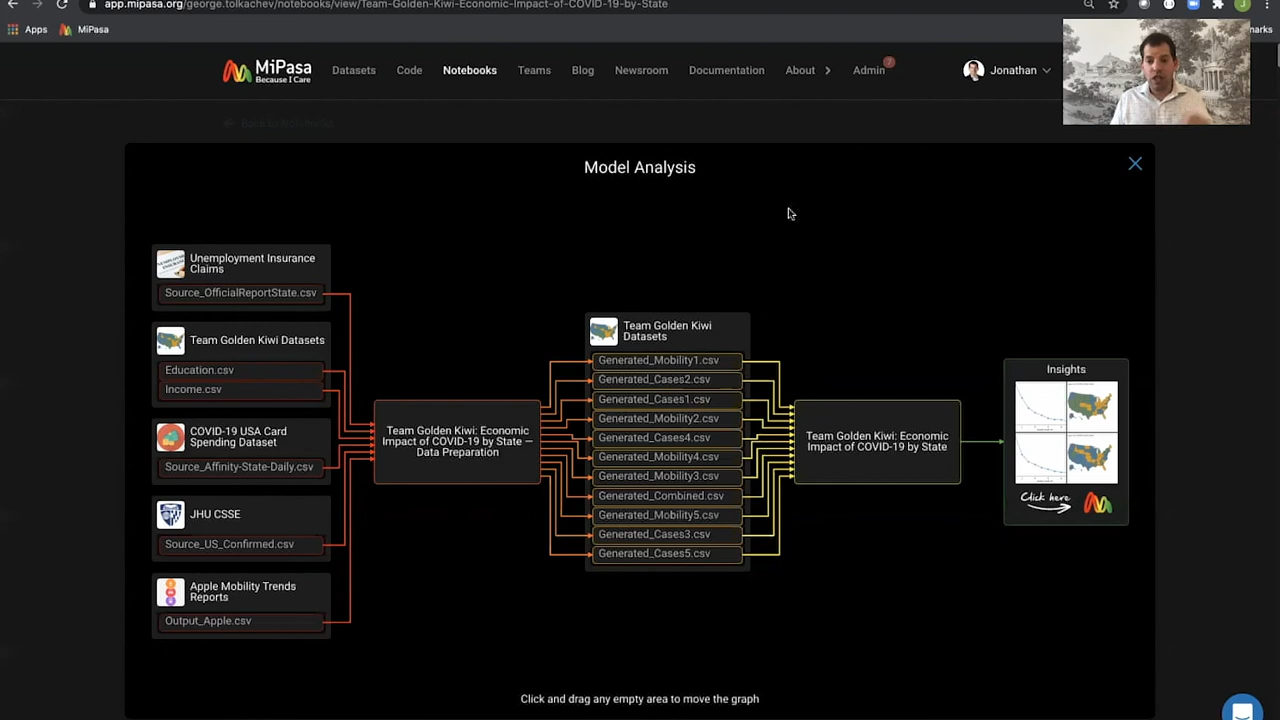 app.mipasa.org/george.tolkachev/notebooks/view/Team-Golden-Kiwi-Economic-Impact-of-COVID-19-by-State
J
Apps
MiPasa
MiPasa
Because I Care
Datasets
Code
Notebooks
Teams
Blog
Newsroom
Documentation
About
Admin
7
Jonathan
Model Analysis
Unemployment Insurance
Claims
Source_OfficialReportState.csv
Team Golden Kiwi Datasets
Education.csv
Income.csv
COVID-19 USA Card
Spending Dataset
Source_Affinity-State-Daily.csv
JHU CSSE
Source_US_Confirmed.csv
Apple Mobility Trends
Reports
Output_Apple.csv
Team Golden Kiwi: Economic
Impact of COVID-19 by State —
Data Preparation
Team Golden Kiwi
Datasets
Generated_Mobility1.csv
Generated_Cases2.csv
Generated_Cases1.csv
Generated_Mobility2.csv
Generated_Cases4.csv
Generated_Mobility4.csv
Generated_Mobility3.csv
Generated_Combined.csv
Generated_Mobility5.csv
Generated_Cases3.csv
Generated_Cases5.csv
Team Golden Kiwi: Economic
Impact of COVID-19 by State
Insights
Click here
Click and drag any empty area to move the graph